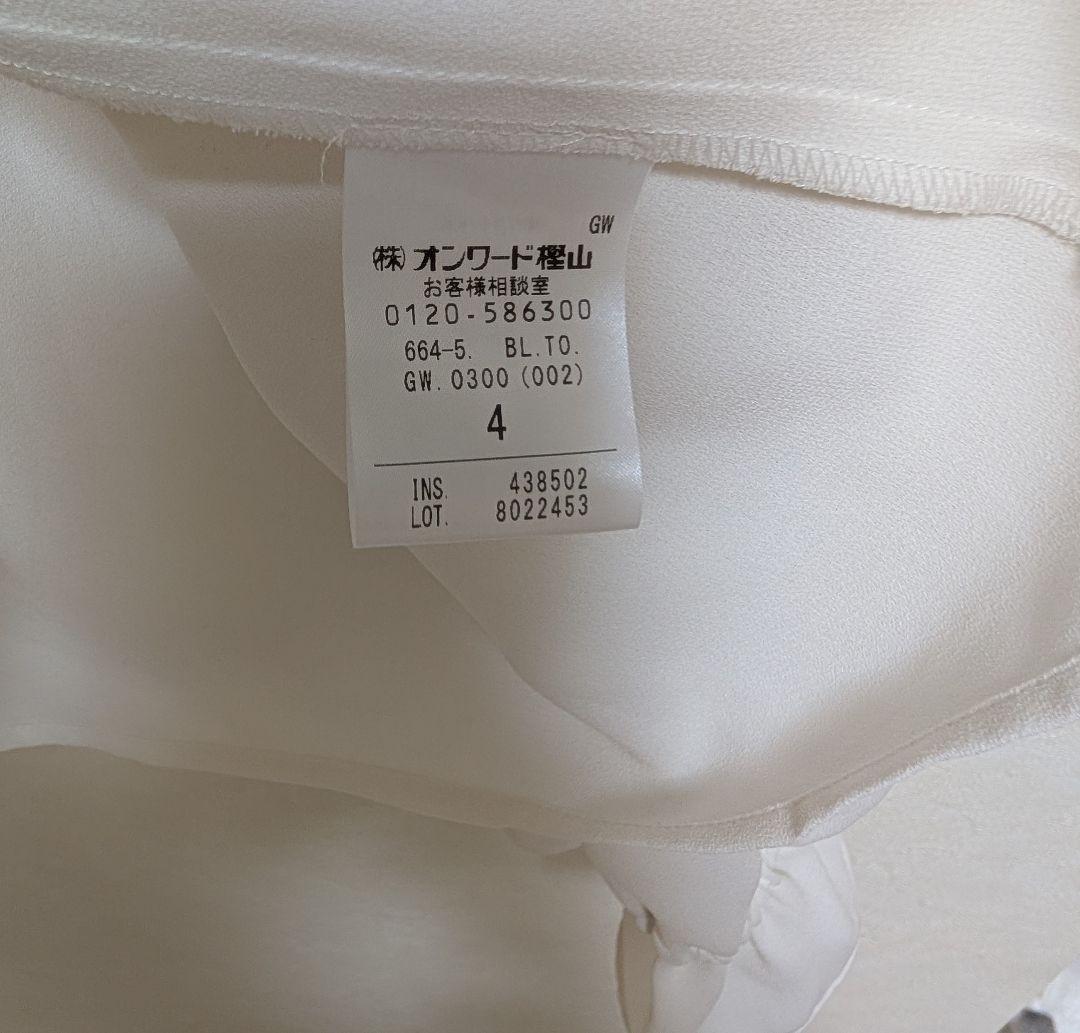 GW
(株)オンワード樫山
お客様相談室
0120-586300
664-5. BL.TO.
GW.0300(002)
4
INS. 438502
LOT. 8022453